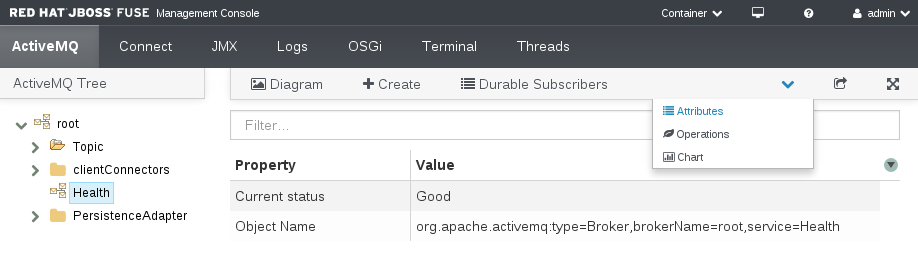 RED HAT JBOSS FUSE Management Console Container admin
ActiveMQ Connect JMX Logs OSGi Terminal Threads
ActiveMQ Tree Diagram Create Durable Subscribers
Attributes
Operations
Chart
root
Topic
clientConnectors
Health
PersistenceAdapter
Filter...
Property Value
Current status Good
Object Name org.apache.activemq:type=Broker,brokerName=root,service=Health